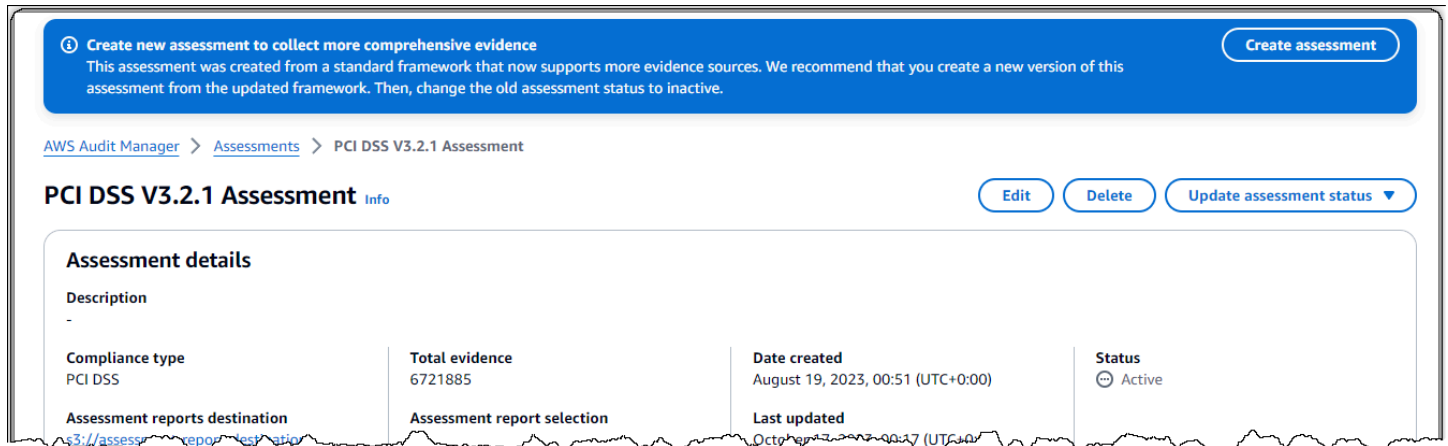 Create new assessment to collect more comprehensive evidence
Create assessment
This assessment was created from a standard framework that now supports more evidence sources. We recommend that you create a new version of this
assessment from the updated framework. Then, change the old assessment status to inactive.
AWS Audit Manager > Assessments > PCI DSS V3.2.1 Assessment
PCI DSS V3.2.1 Assessment Info
Edit
Delete
Update assessment status
Assessment details
Description
-
Compliance type
PCI DSS
Total evidence
6721885
Date created
August 19, 2023, 00:51 (UTC+0:00)
Status
Active
Assessment reports destination
Assessment report selection
Last updated